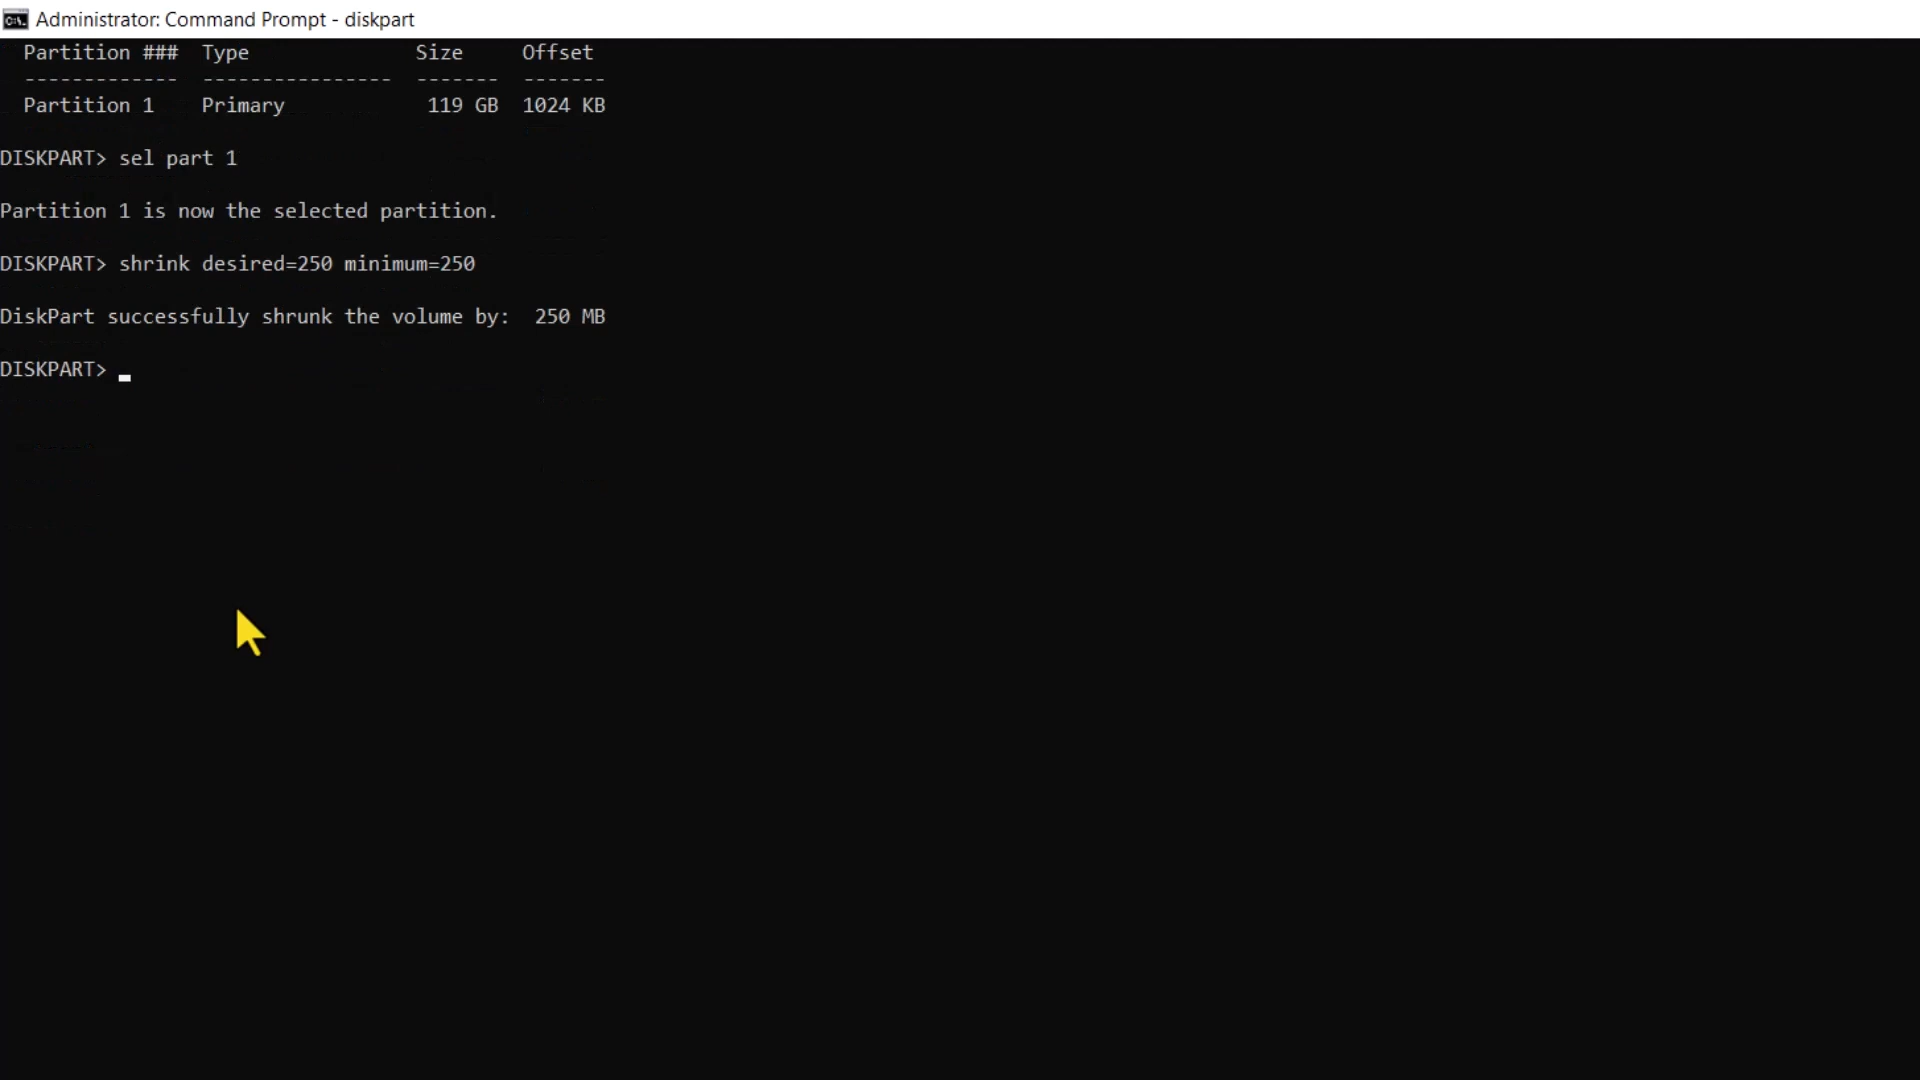 Administrator: Command Prompt - diskpart
Partition ### Type Size Offset
------------- ---------------- ------- -------
Partition 1 Primary 119 GB 1024 KB
DISKPART> sel part 1
Partition 1 is now the selected partition.
DISKPART> shrink desired=250 minimum=250
DiskPart successfully shrunk the volume by: 250 MB
DISKPART>